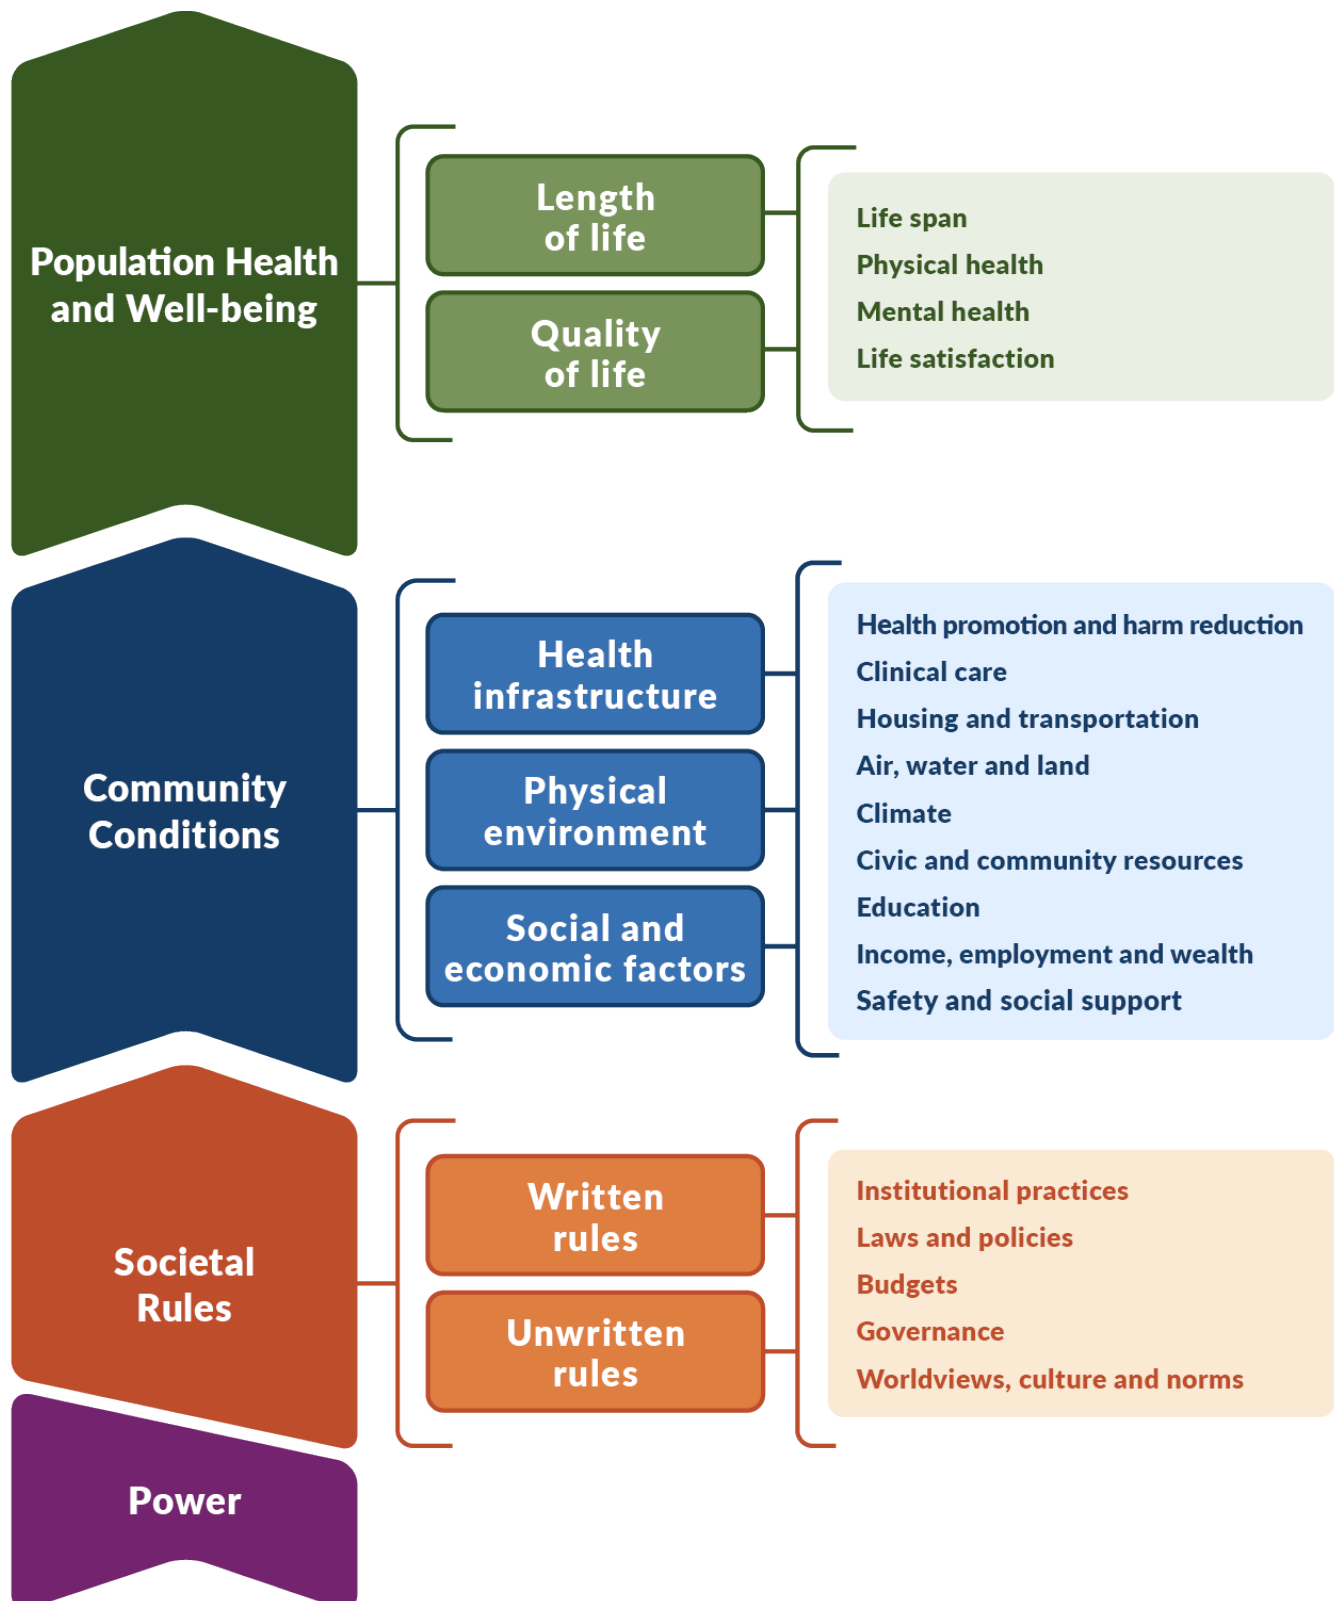 Population Health
and Well-being
Length
of life
Quality
of life
Life span
Physical health
Mental health
Life satisfaction
Community
Conditions
Health
infrastructure
Physical
environment
Social and
economic factors
Health promotion and harm reduction
Clinical care
Housing and transportation
Air, water and land
Climate
Civic and community resources
Education
Income, employment and wealth
Safety and social support
Societal
Rules
Written
rules
Unwritten
rules
Institutional practices
Laws and policies
Budgets
Governance
Worldviews, culture and norms
Power